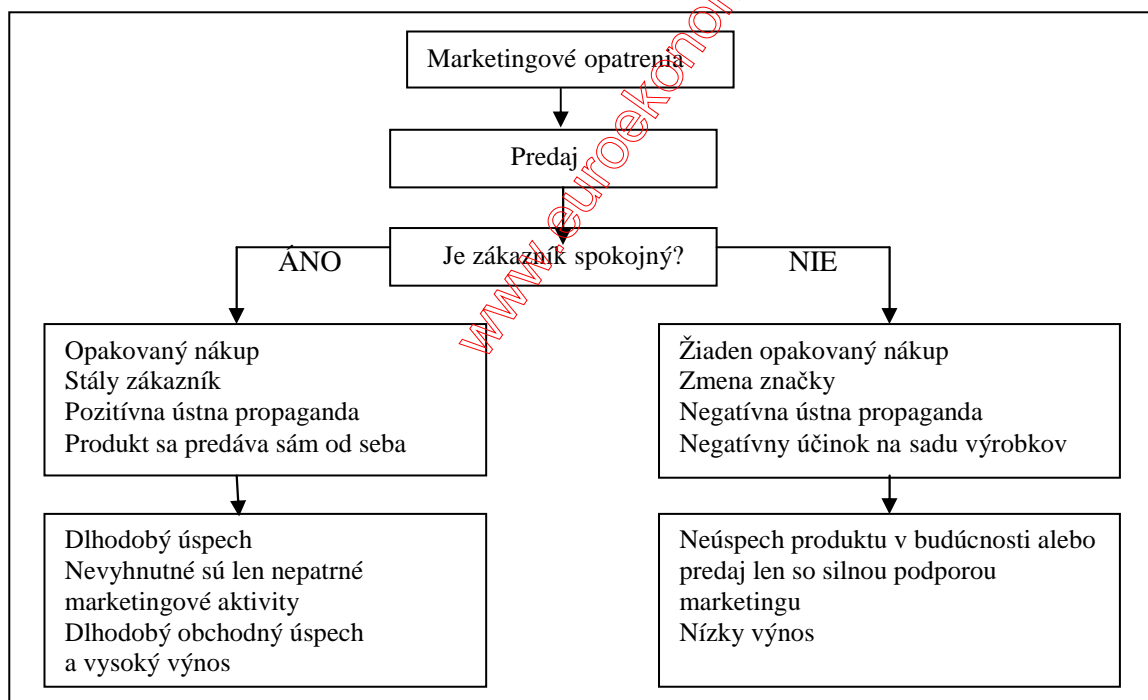 Marketingové opatrenia
Predaj
Je zákazník spokojný?
ÁNO
NIE
Opakovaný nákup
Stály zákazník
Pozitívna ústna propaganda
Produkt sa predáva sám od seba
Žiaden opakovaný nákup
Zmena značky
Negatívna ústna propaganda
Negatívny účinok na sadu výrobkov
Dlhodobý úspech
Nevyhnutné sú len nepatrné
marketingové aktivity
Dlhodobý obchodný úspech
a vysoký výnos
Neúspech produktu v budúcnosti alebo
predaj len so silnou podporou
marketingu
Nízky výnos